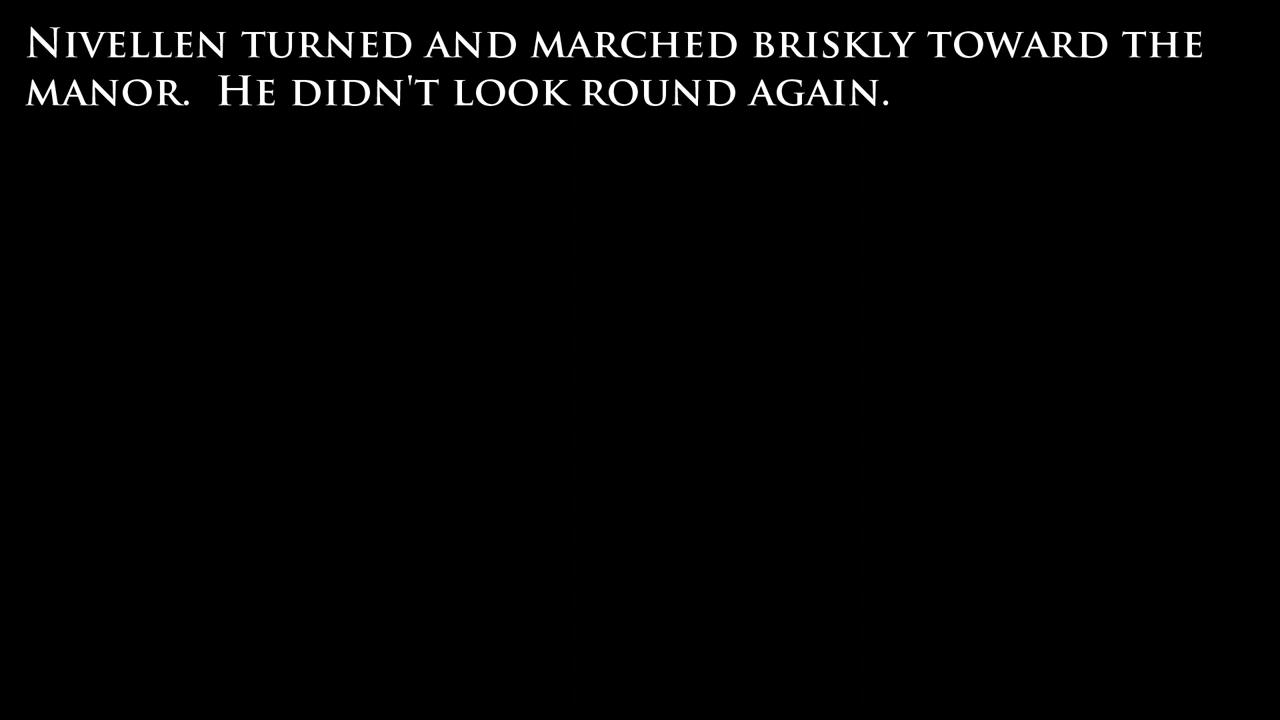 Nivellen turned and marched briskly toward the
manor.  He didn't look round again.